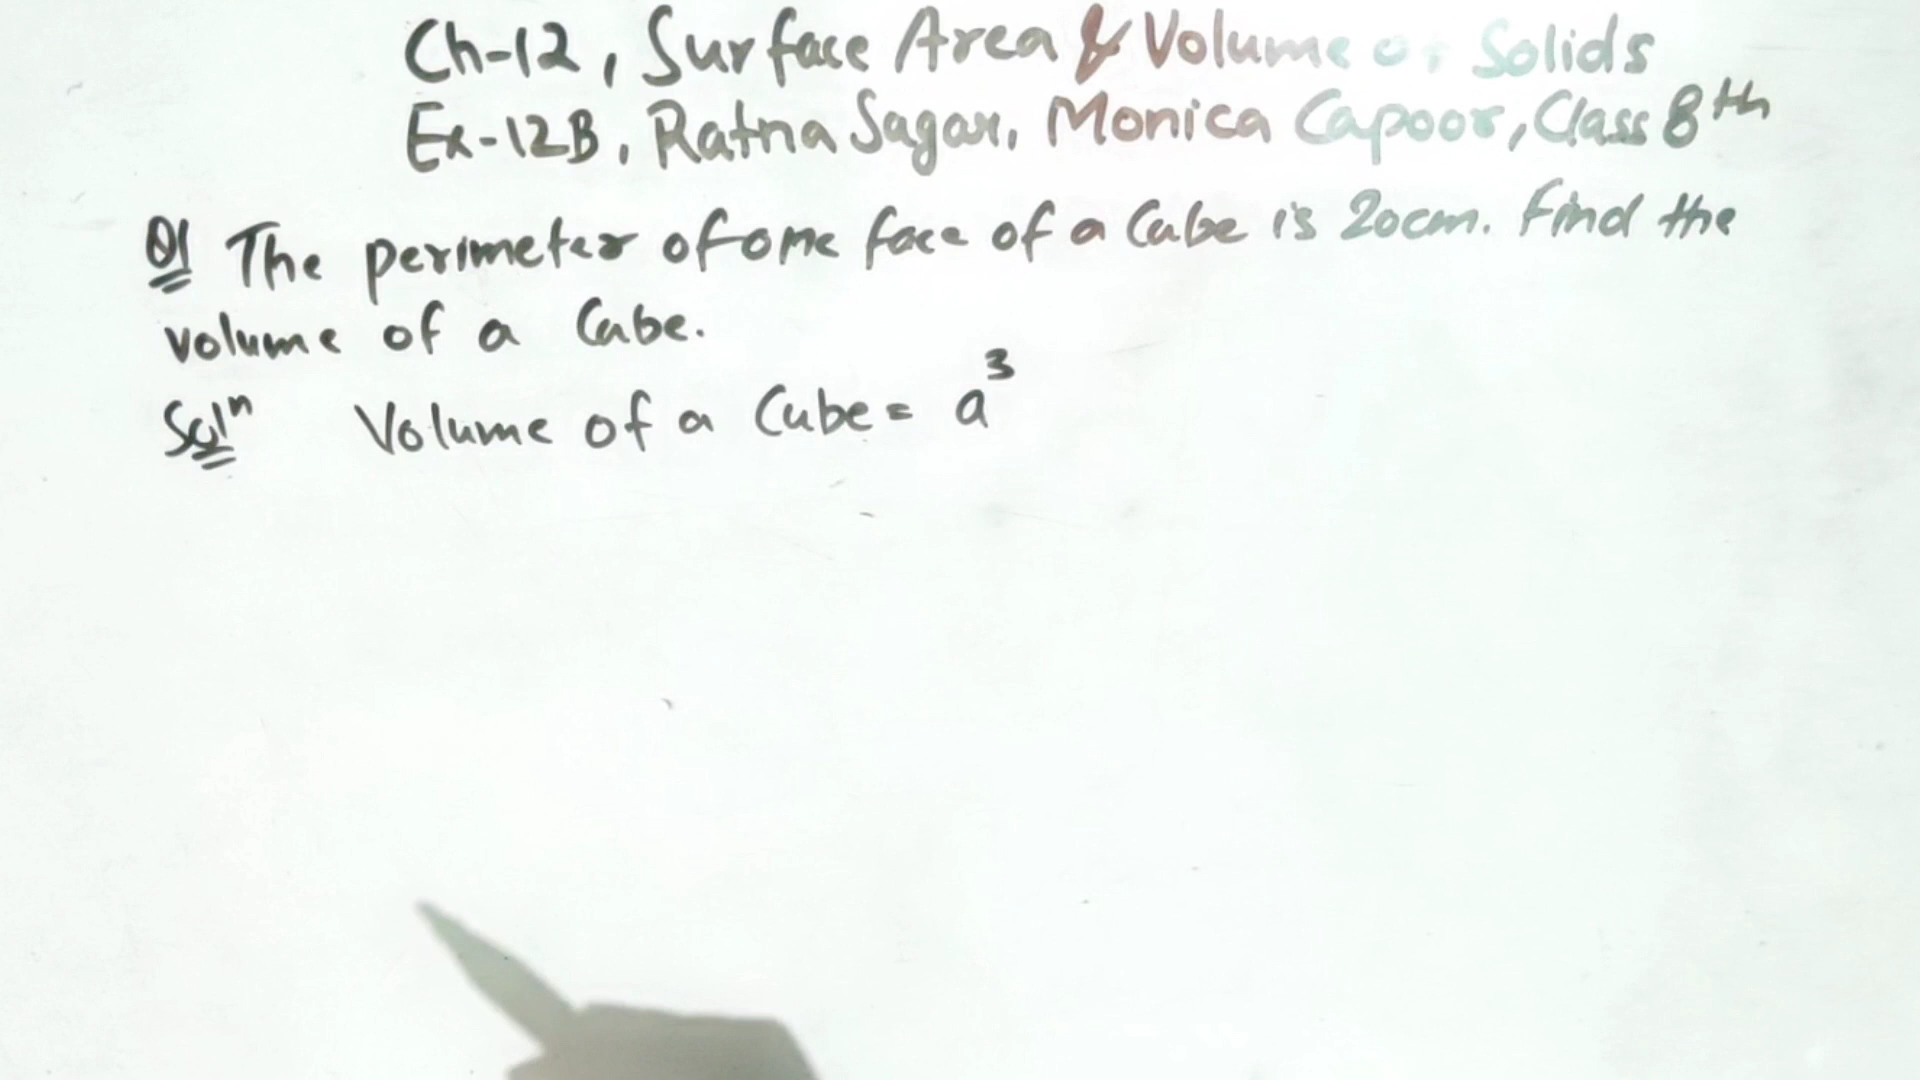 Ch-12, Surface Area & Volume of Solids
Ex-12B, Ratna Sagar, Monica Capoor, Class 8th
Q1 The perimeter of one face of a Cube is 20cm. Find the
volume of a Cube.
Solⁿ Volume of a Cube = a³